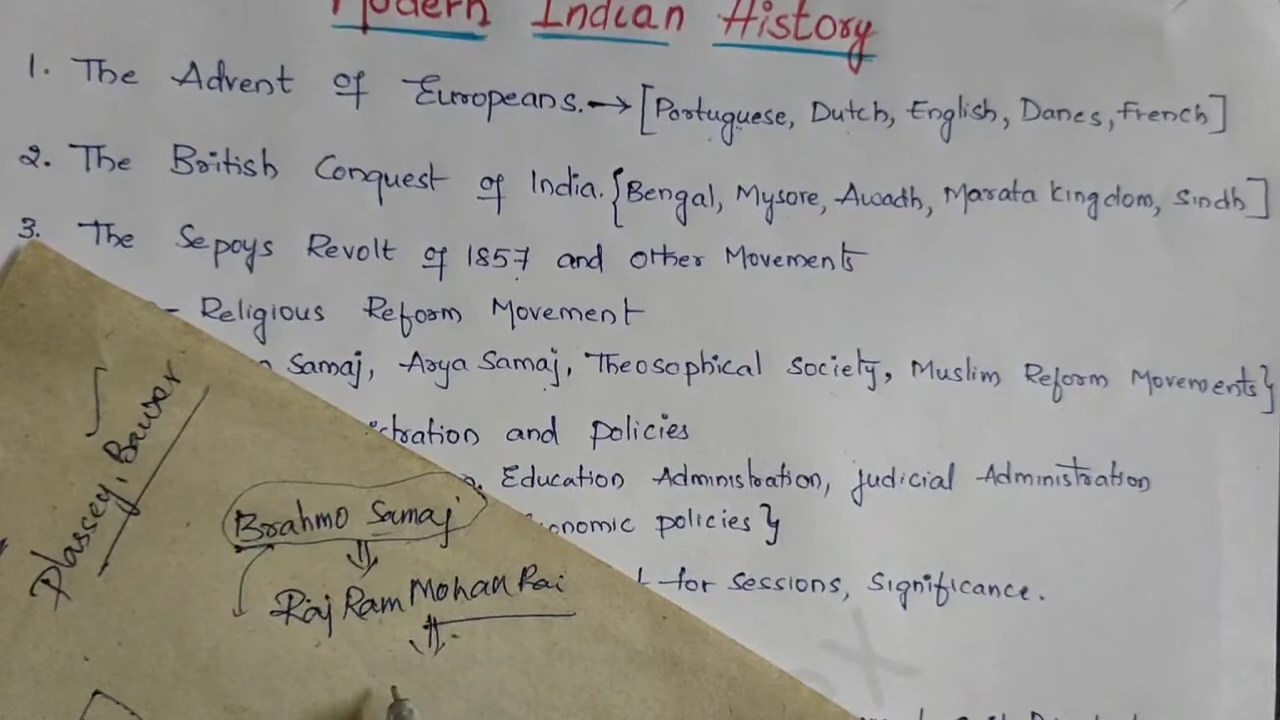 Modern Indian History
1. The Advent of Europeans. → [Portuguese, Dutch, English, Danes, French]
2. The British Conquest of India. {Bengal, Mysore, Awadh, Marata kingdom, Sindh]
3. The Sepoys Revolt of 1857 and other Movements
- Religious Reform Movement
Samaj, Arya Samaj, Theosophical society, Muslim Reform Movements}
stration and policies
Education Administration, judicial Administration
onomic policies}
for sessions, significance.
Plassey, Bauxer
Brahmo Samaj
Raj Ram Mohan Rai